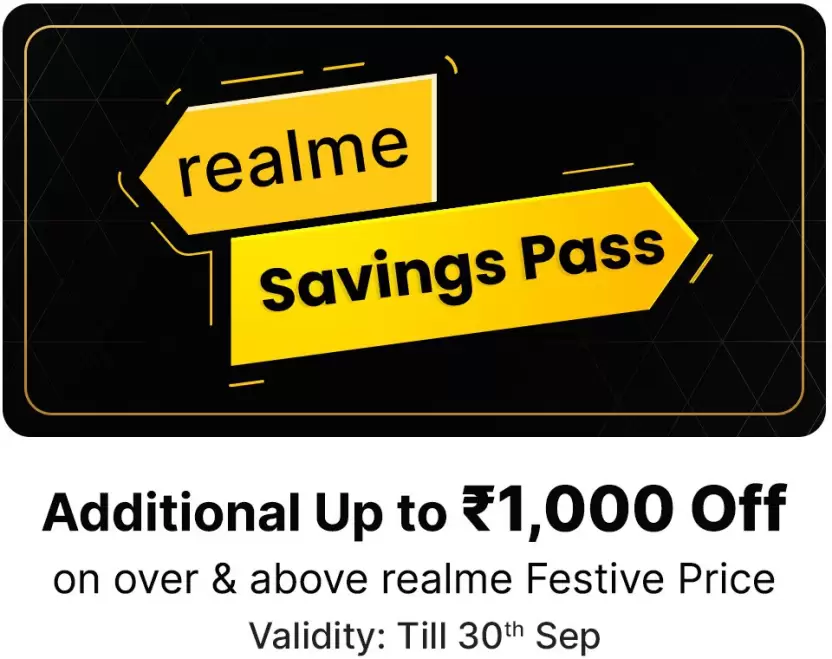 realme
Savings Pass
Additional Up to ₹1,000 Off
on over & above realme Festive Price
Validity: Till 30th Sep